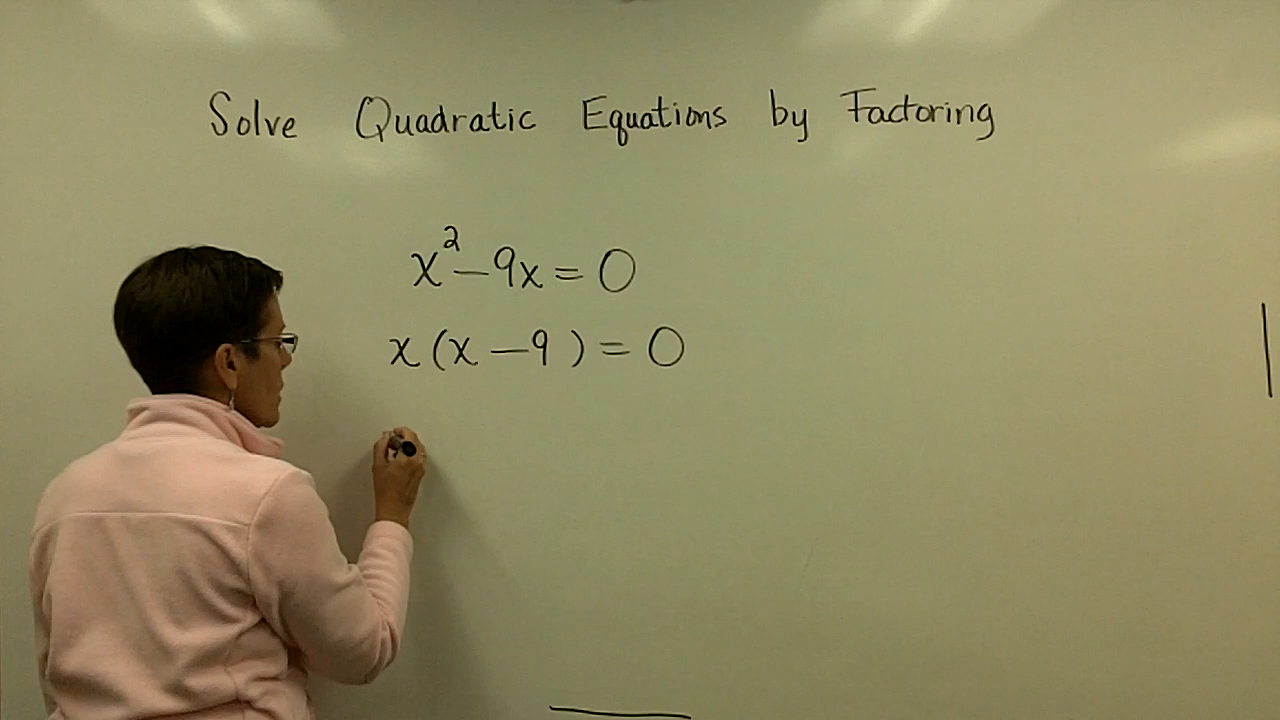 Solve Quadratic Equations by Factoring
x² - 9x = 0
x (x - 9) = 0